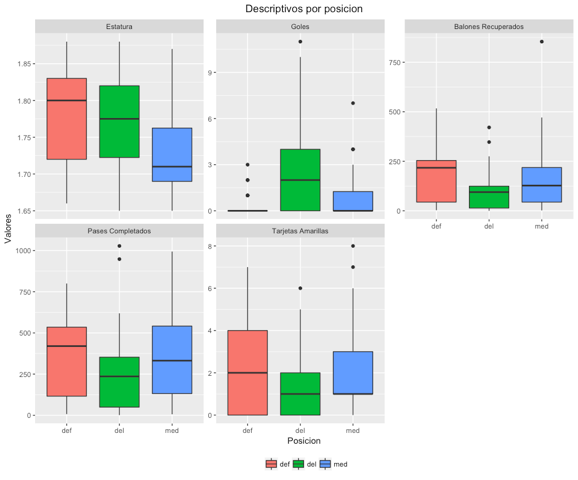 Descriptivos por posicion
Estatura
Goles
Balones Recuperados
1.85
1.80
1.75
1.70
1.65
9
6
3
0
750
500
250
0
def del med
Valores
Pases Completados
Tarjetas Amarillas
1000
750
500
250
0
8
6
4
2
0
def del med
def del med
Posicion
def del med